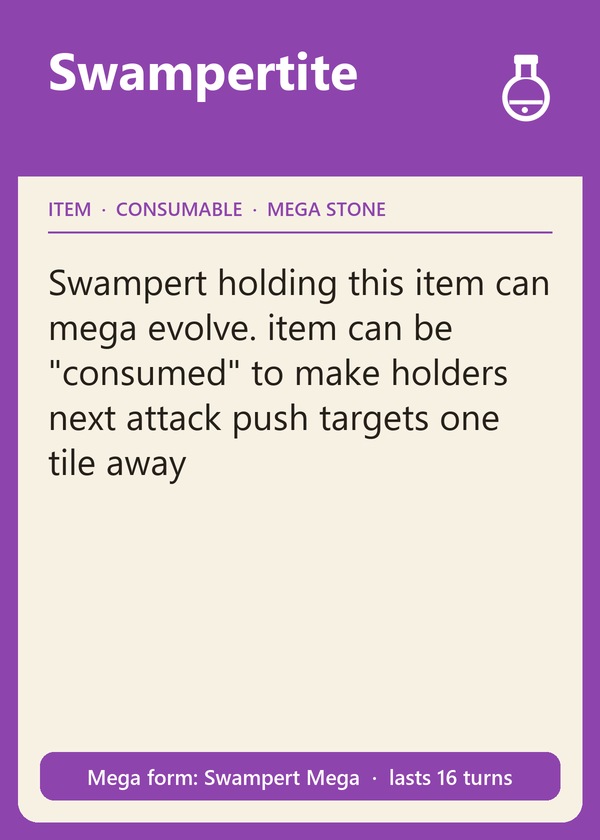 Swampertite
ITEM · CONSUMABLE · MEGA STONE
Swampert holding this item can
mega evolve. item can be
"consumed" to make holders
next attack push targets one
tile away
Mega form: Swampert Mega · lasts 16 turns